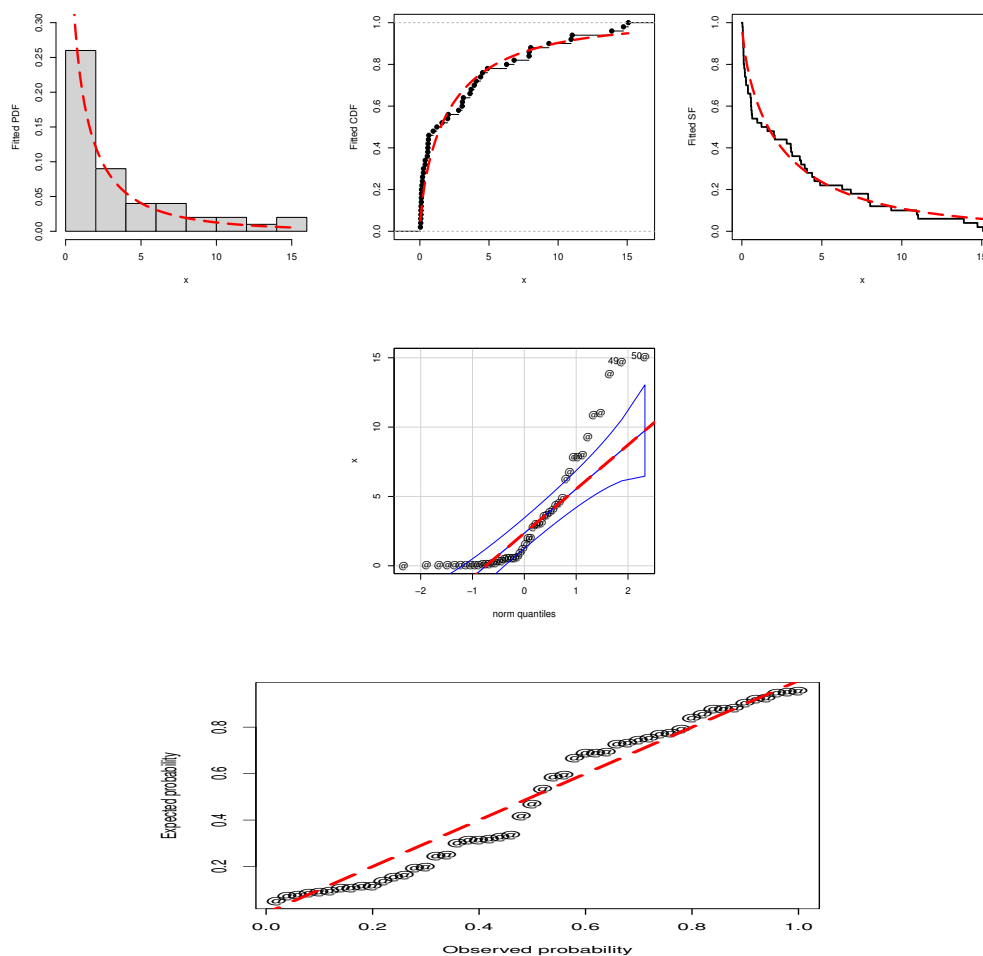 Fitted PDF
0.00 0.05 0.10 0.15 0.20 0.25 0.30
0 5 10 15
x
Fitted CDF
0.0 0.2 0.4 0.6 0.8 1.0
0 5 10 15
x
Fitted SF
0.0 0.2 0.4 0.6 0.8 1.0
0 5 10 15
x
x
0 5 10 15
49 50
−2 −1 0 1 2
norm quantiles
Expected probability
0.2 0.4 0.6 0.8
0.0 0.2 0.4 0.6 0.8 1.0
Observed probability